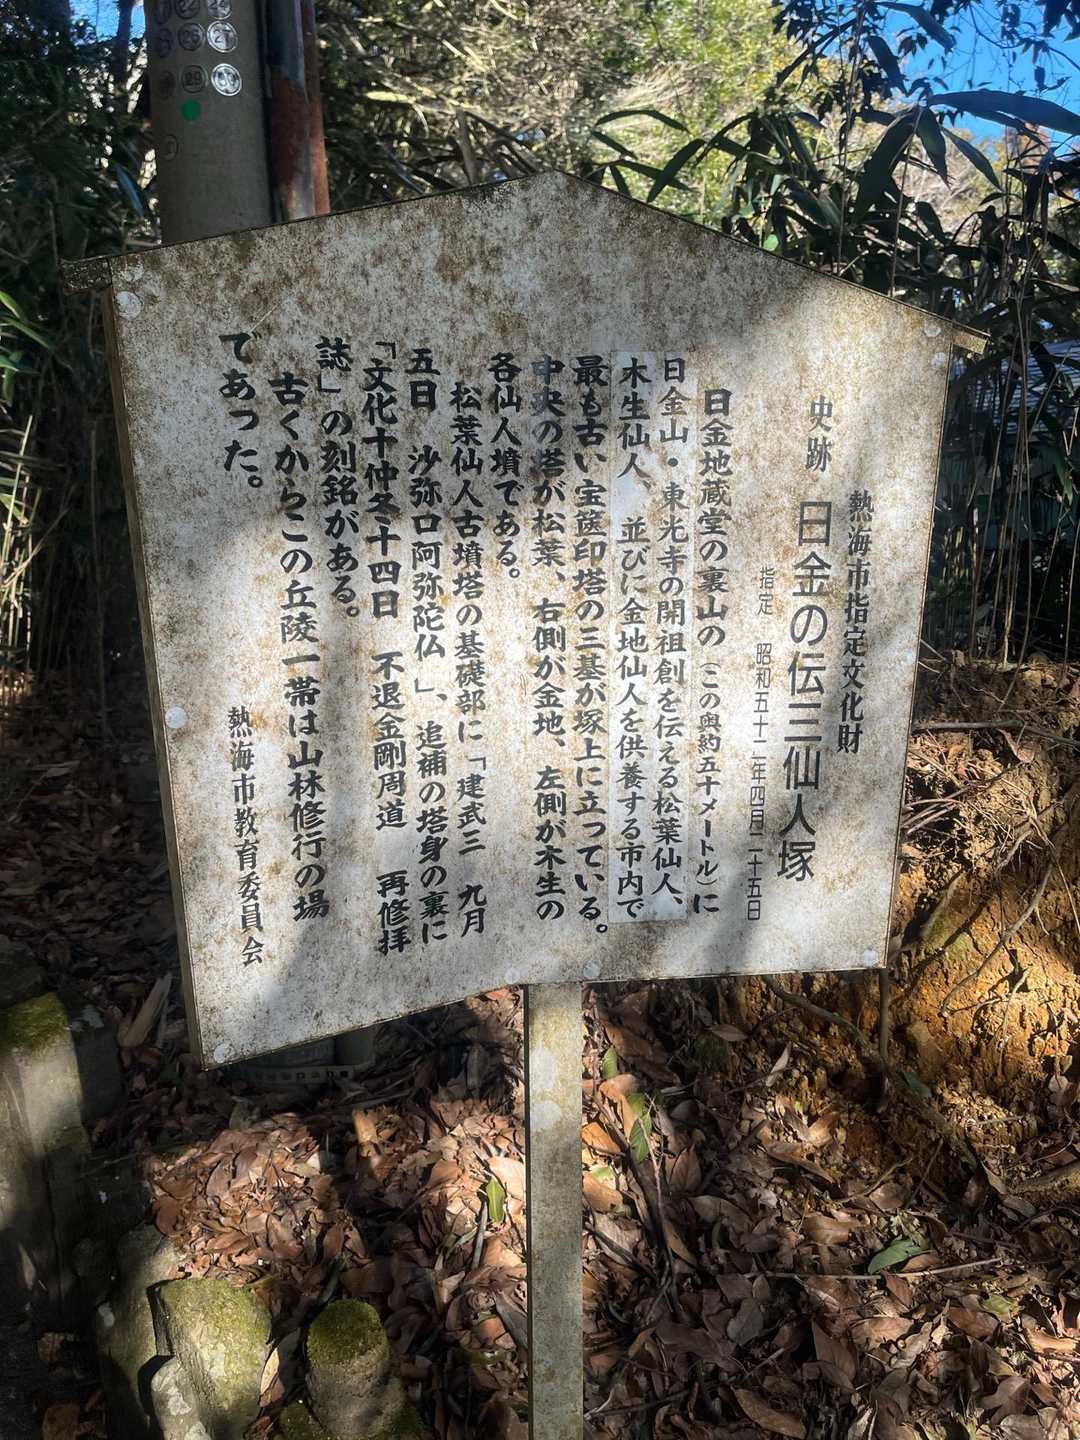 熱海市指定文化財
史跡　日金の伝三仙人塚
指定　昭和五十二年四月二十五日
日金地蔵堂の裏山の（この奥約五十メートル）に
日金山・東光寺の開祖創を伝える松葉仙人、
木生仙人、並びに金地仙人を供養する市内で
最も古い宝篋印塔の三基が塚上に立っている。
中央の塔が松葉、右側が金地、左側が木生の
各仙人墳である。
松葉仙人古墳塔の基礎部に「建武三　九月
五日　沙弥口阿弥陀仏」、追補の塔身の裏に
「文化十仲冬十四日　不退金剛周道　再修拝
誌」の刻銘がある。
古くからこの丘陵一帯は山林修行の場
であった。
熱海市教育委員会
22
24
26
27
29
30